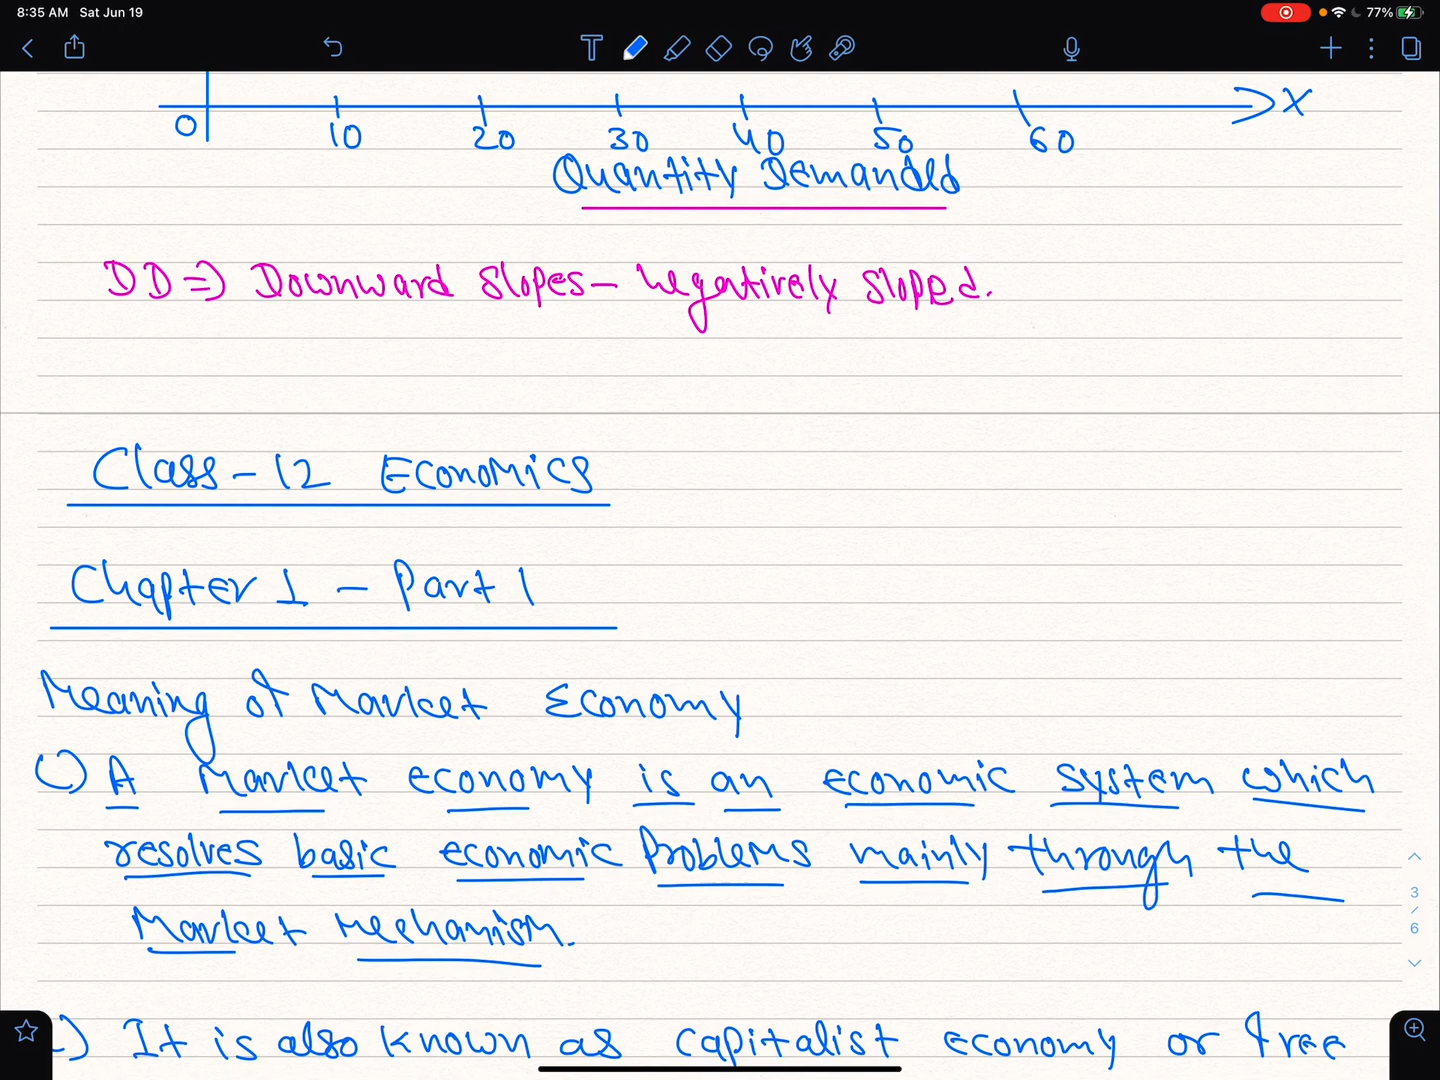 8:35 AM Sat Jun 19 77%
X
0 10 20 30 40 50 60
Quantity Demanded
DD ⇒ Downward slopes - Negatively sloped.
Class - 12 Economics
Chapter 1 - Part 1
Meaning of Market Economy
1) A Market economy is an economic system which
resolves basic economic problems mainly through the
Market Mechanism.
3 / 6
2) It is also known as capitalist economy or free